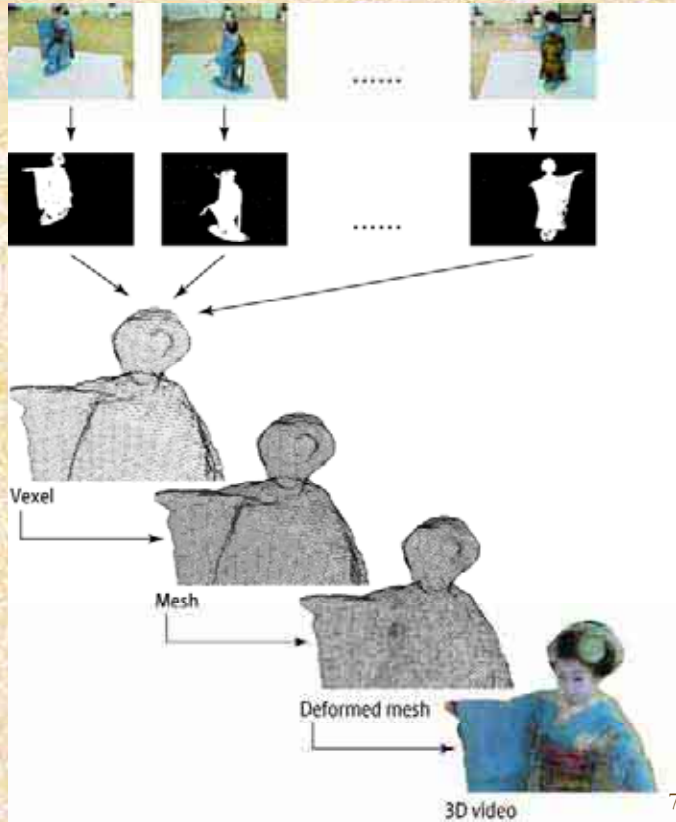 ......
......
Vexel
Mesh
Deformed mesh
3D video
7